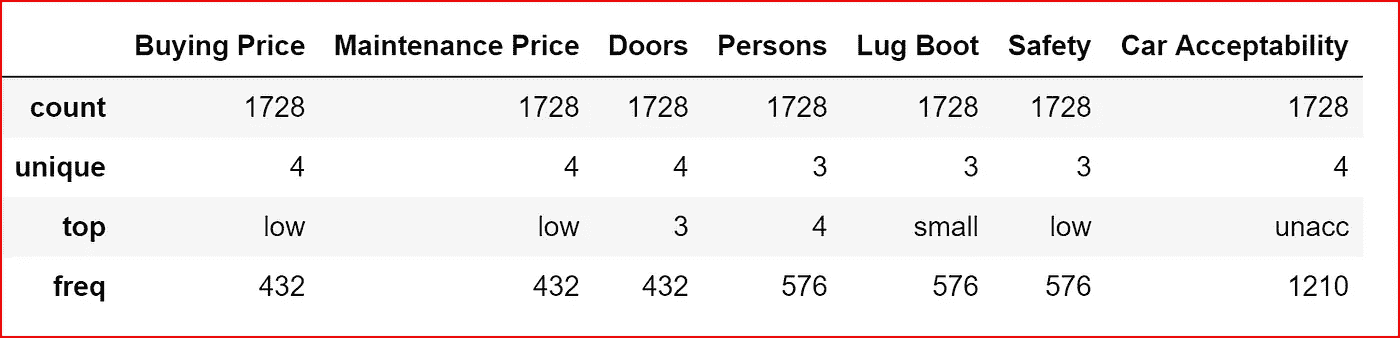 Buying Price Maintenance Price Doors Persons Lug Boot Safety Car Acceptability
count 1728 1728 1728 1728 1728 1728 1728
unique 4 4 4 3 3 3 4
top low low 3 4 small low unacc
freq 432 432 432 576 576 576 1210